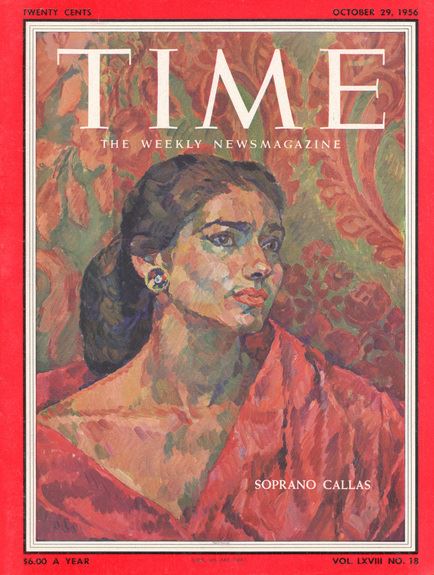 TWENTY CENTS
OCTOBER 29, 1956
TIME
THE WEEKLY NEWSMAGAZINE
SOPRANO CALLAS
$6.00 A YEAR
VOL. LXVIII NO. 18